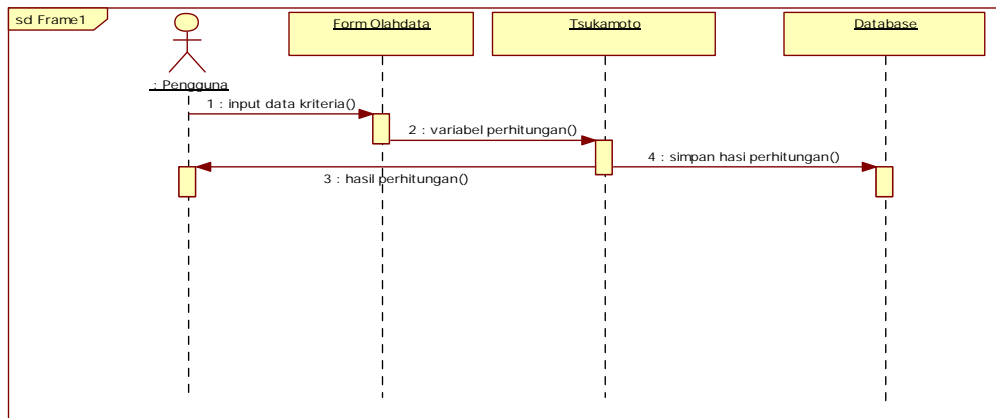 sd Frame1
Form Olahdata
Tsukamoto
Database
: Pengguna
1 : input data kriteria()
2 : variabel perhitungan()
4 : simpan hasi perhitungan()
3 : hasil perhitungan()